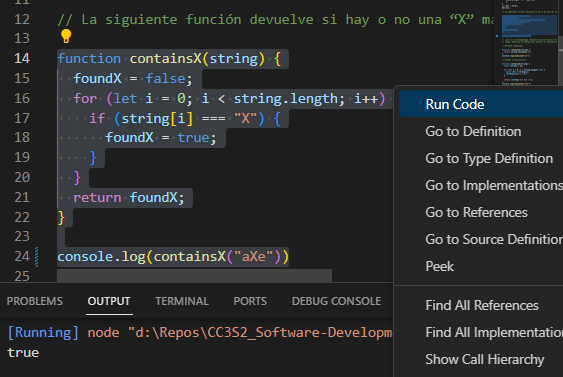 11
12 // La siguiente función devuelve si hay o no una “X” ma
13
14 function containsX(string) {
15 foundX = false;
16 for (let i = 0; i < string.length; i++)
17 if (string[i] === "X") {
18 foundX = true;
19 }
20 }
21 return foundX;
22 }
23
24 console.log(containsX("aXe"))
25
Run Code
Go to Definition
Go to Type Definition
Go to Implementations
Go to References
Go to Source Definition
Peek
Find All References
Find All Implementatio
Show Call Hierarchy
PROBLEMS OUTPUT TERMINAL PORTS DEBUG CONSOLE
[Running] node "d:\Repos\CC3S2_Software-Developm
true